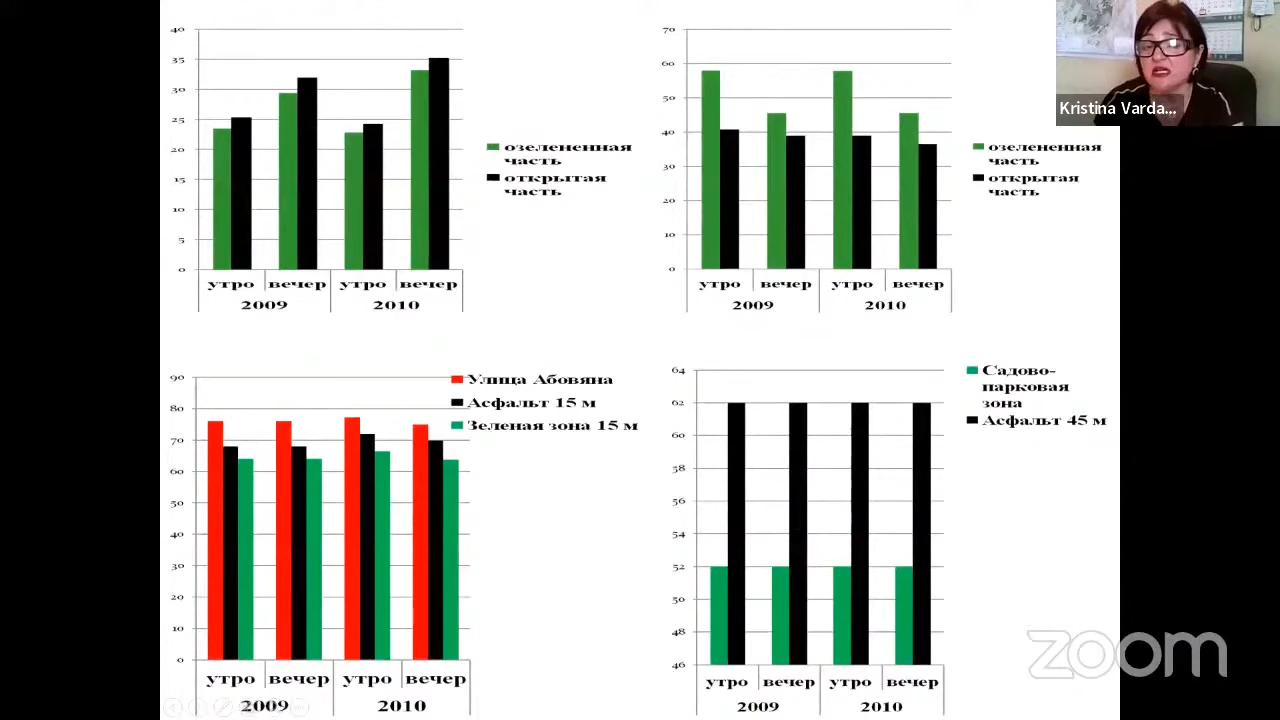 40
35
30
25
20
15
10
5
0
утро вечер утро вечер
2009 2010
озелененная
часть
открытая
часть
70
60
50
40
30
20
10
0
утро вечер утро вечер
2009 2010
озелененная
часть
открытая
часть
Kristina Varda...
90
80
70
60
50
40
30
20
10
0
утро вечер утро вечер
2009 2010
Улица Абовяна
Асфальт 15 м
Зеленая зона 15 м
64
62
60
58
56
54
52
50
48
46
утро вечер утро вечер
2009 2010
Садово-
парковая
зона
Асфальт 45 м
zoom